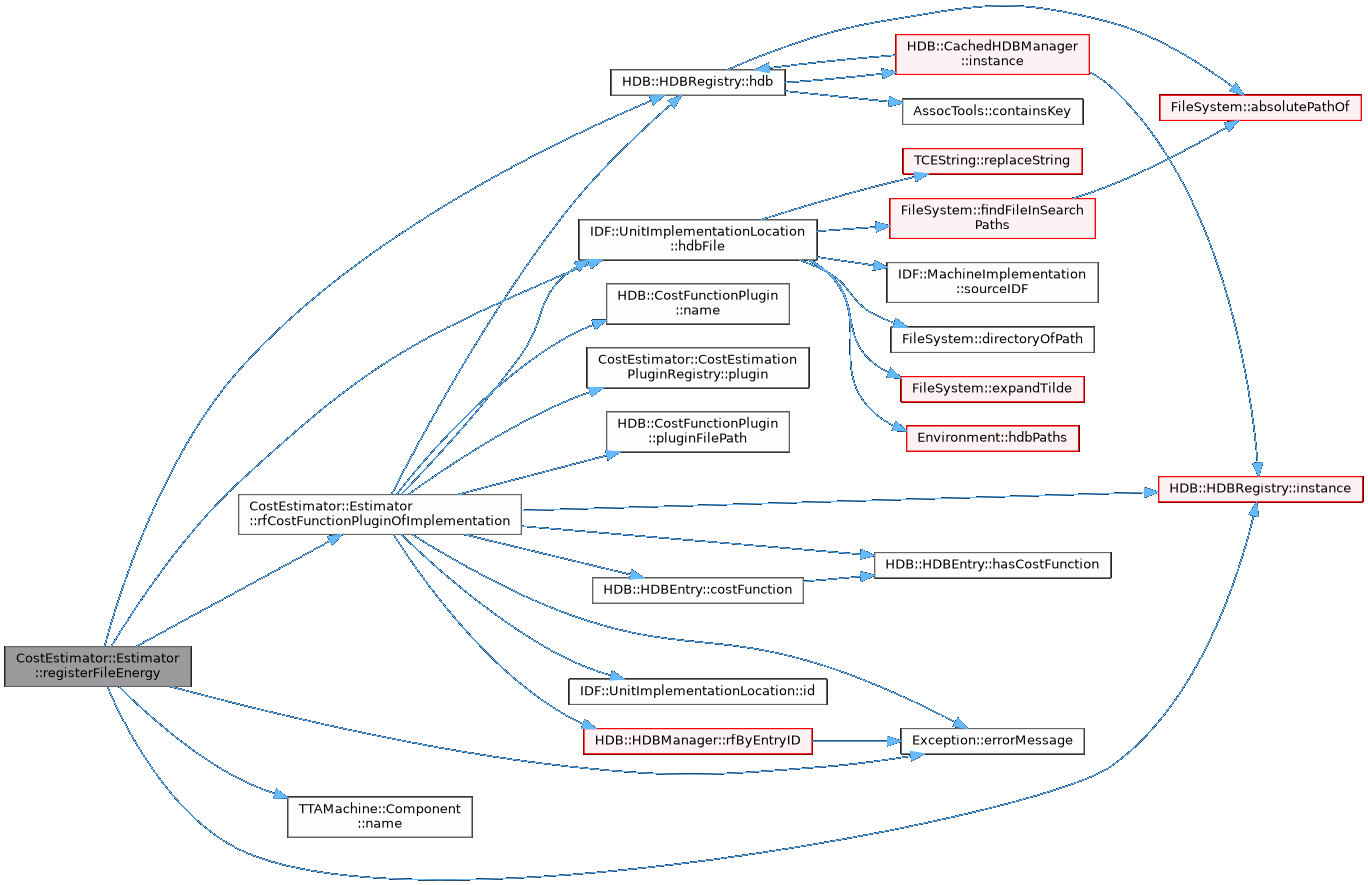 HDB::CachedHDBManager
::instance
HDB::HDBRegistry::hdb
FileSystem::absolutePathOf
AssocTools::containsKey
TCEString::replaceString
FileSystem::findFileInSearch
Paths
IDF::UnitImplementationLocation
::hdbFile
IDF::MachineImplementation
::sourceIDF
HDB::CostFunctionPlugin
::name
FileSystem::directoryOfPath
CostEstimator::CostEstimation
PluginRegistry::plugin
FileSystem::expandTilde
HDB::CostFunctionPlugin
::pluginFilePath
Environment::hdbPaths
HDB::HDBRegistry::instance
CostEstimator::Estimator
::rfCostFunctionPluginOfImplementation
HDB::HDBEntry::hasCostFunction
HDB::HDBEntry::costFunction
CostEstimator::Estimator
::registerFileEnergy
IDF::UnitImplementationLocation::id
HDB::HDBManager::rfByEntryID
Exception::errorMessage
TTAMachine::Component
::name